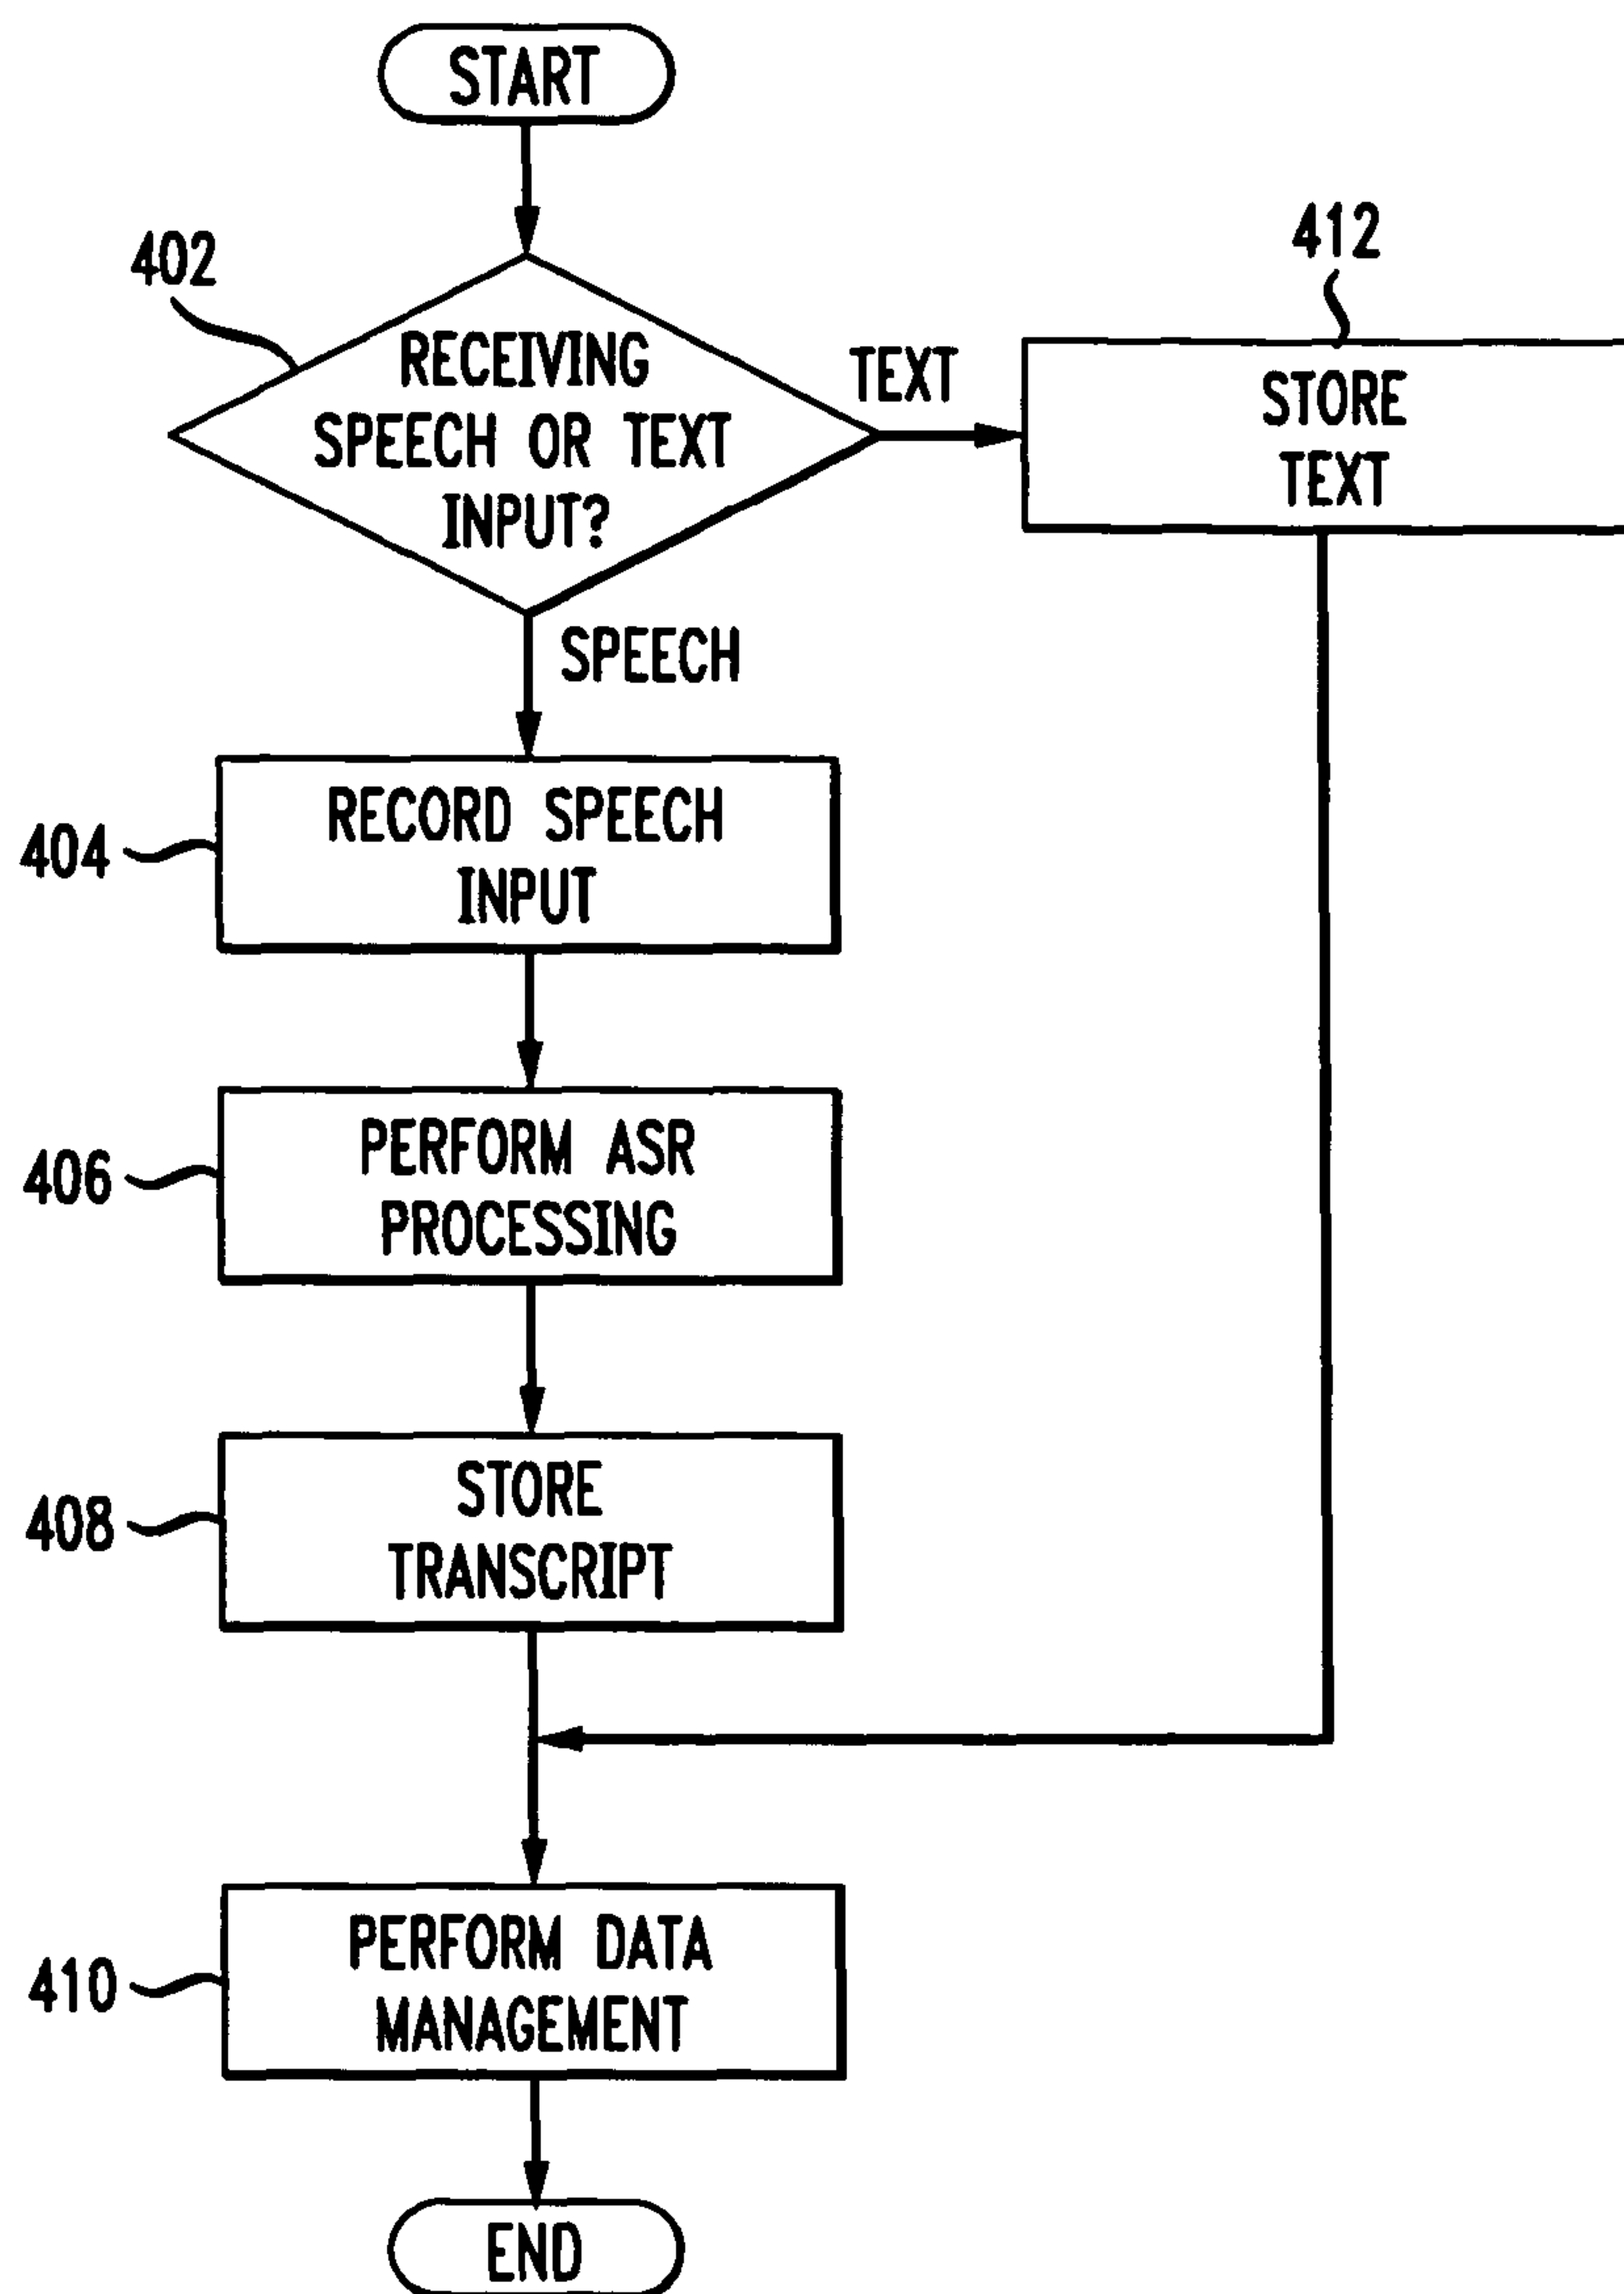 START
402
RECEIVING
SPEECH OR TEXT
INPUT?
TEXT
412
STORE
TEXT
SPEECH
404
RECORD SPEECH
INPUT
406
PERFORM ASR
PROCESSING
408
STORE
TRANSCRIPT
410
PERFORM DATA
MANAGEMENT
END